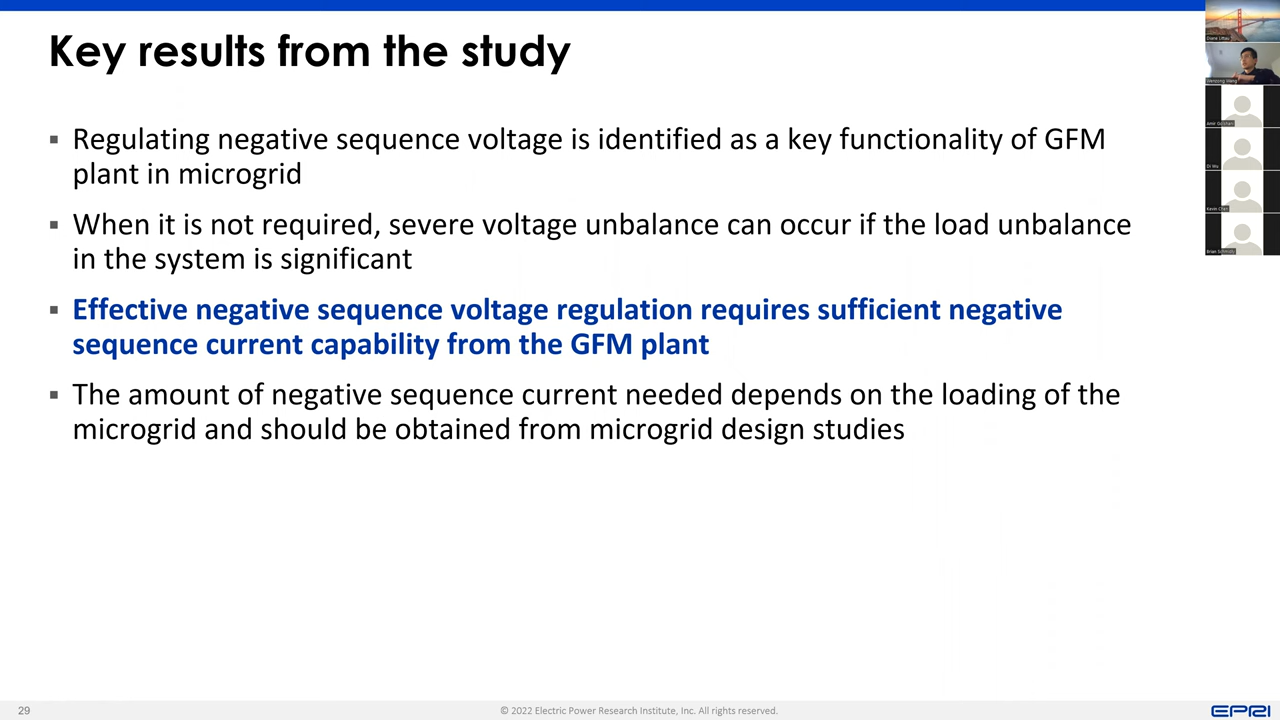 Key results from the study
▪ Regulating negative sequence voltage is identified as a key functionality of GFM
plant in microgrid
▪ When it is not required, severe voltage unbalance can occur if the load unbalance
in the system is significant
▪ Effective negative sequence voltage regulation requires sufficient negative
sequence current capability from the GFM plant
▪ The amount of negative sequence current needed depends on the loading of the
microgrid and should be obtained from microgrid design studies
29
© 2022 Electric Power Research Institute, Inc. All rights reserved.
EPRI
Wenzong Wang
Di Wu